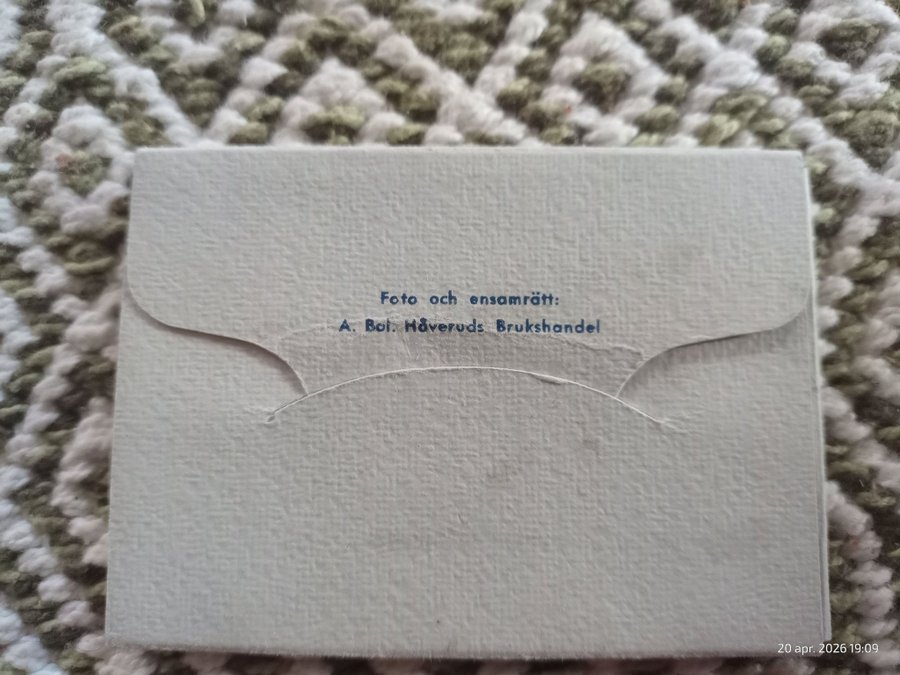 Foto och ensamrätt:
A. Bol. Håveruds Brukshandel
20 apr. 2026 19:09